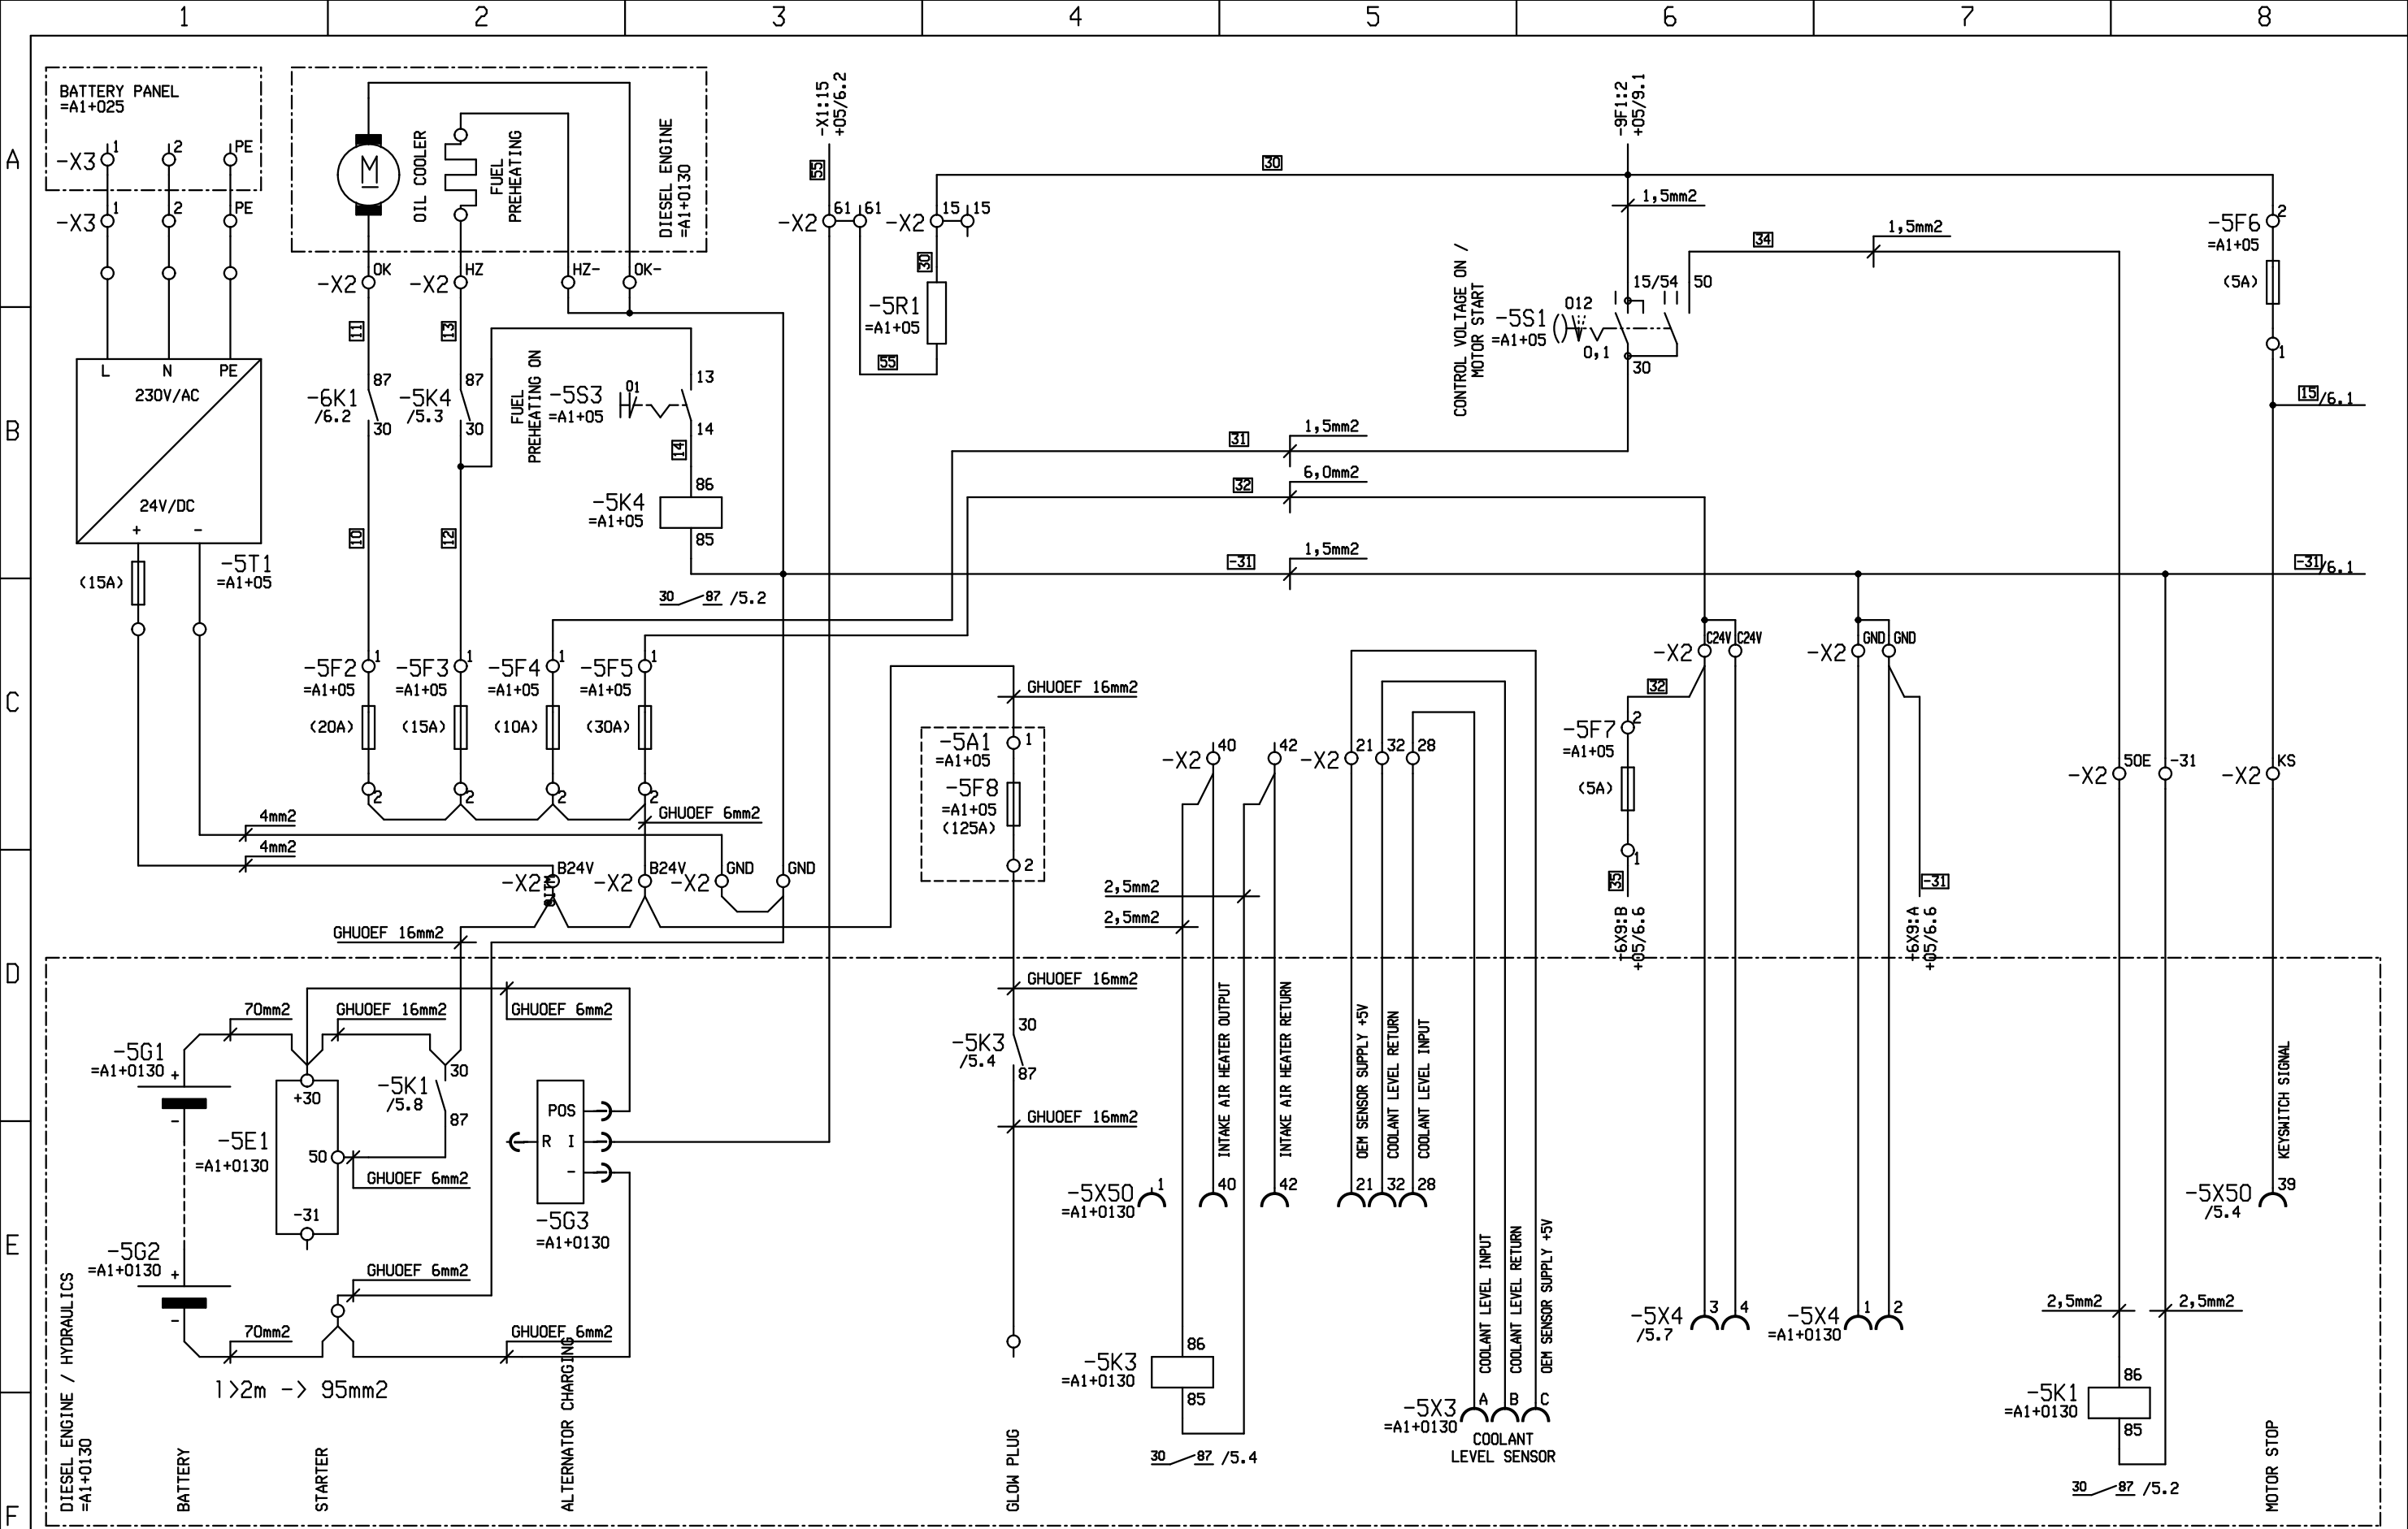 1 2 3 4 5 6 7 8
A
B
C
D
E
F
BATTERY PANEL
=A1+025
-X3 1 2 PE
-X3 1 2 PE
L N PE
230V/AC
24V/DC
+ -
(15A)
-5T1
=A1+05
M
OIL COOLER
FUEL
PREHEATING
DIESEL ENGINE
=A1+0130
-X2 OK
-X2 HZ
HZ-
OK-
11
13
-6K1
/6.2
87
30
-5K4
/5.3
87
30
10
12
FUEL
PREHEATING ON
-5S3
=A1+05
01
13
14
14
-5K4
=A1+05
86
85
30 87 /5.2
-X1:15
+05/6.2
55
-X2 61 61
-X2 15 15
30
-5R1
=A1+05
55
30
-9F1:2
+05/9.1
1,5mm2
CONTROL VOLTAGE ON /
MOTOR START
-5S1
=A1+05
012
0,1
15/54
50
30
34
1,5mm2
-5F6
=A1+05
(5A)
2
1
15 /6.1
31
1,5mm2
32
6,0mm2
-31
1,5mm2
-31 /6.1
-5F2
=A1+05
(20A)
1
2
-5F3
=A1+05
(15A)
1
2
-5F4
=A1+05
(10A)
1
2
-5F5
=A1+05
(30A)
1
2
GHUOEF 6mm2
4mm2
4mm2
-X2 B24V
-X2 B24V
-X2 GND
GND
GHUOEF 16mm2
GHUOEF 16mm2
-5A1
=A1+05
1
-5F8
=A1+05
(125A)
2
GHUOEF 16mm2
30
-5K3
/5.4
87
GHUOEF 16mm2
GLOW PLUG
-X2 40
42
2,5mm2
2,5mm2
INTAKE AIR HEATER OUTPUT
INTAKE AIR HEATER RETURN
-5X50
=A1+0130
1
40
42
-5K3
=A1+0130
86
85
30 87 /5.4
-X2 21 32 28
OEM SENSOR SUPPLY +5V
COOLANT LEVEL RETURN
COOLANT LEVEL INPUT
21 32 28
COOLANT LEVEL INPUT
COOLANT LEVEL RETURN
OEM SENSOR SUPPLY +5V
-5X3
=A1+0130
A B C
COOLANT
LEVEL SENSOR
-X2 C24V C24V
32
-5F7
=A1+05
(5A)
2
1
35
-6X9:B
+05/6.6
-X2 GND GND
-31
-6X9:A
+05/6.6
-5X4
/5.7
3 4
-5X4
=A1+0130
1 2
-X2 50E
-31
2,5mm2
2,5mm2
-5K1
=A1+0130
86
85
30 87 /5.2
-X2 KS
KEYSWITCH SIGNAL
-5X50
/5.4
39
MOTOR STOP
DIESEL ENGINE / HYDRAULICS
=A1+0130
70mm2
GHUOEF 16mm2
GHUOEF 6mm2
-5G1
=A1+0130
+
-
-5E1
=A1+0130
+30
50
-31
-5K1
/5.8
30
87
GHUOEF 6mm2
POS
R I
-
-5G3
=A1+0130
-5G2
=A1+0130
+
-
GHUOEF 6mm2
70mm2
GHUOEF 6mm2
l>2m -> 95mm2
BATTERY
STARTER
ALTERNATOR CHARGING